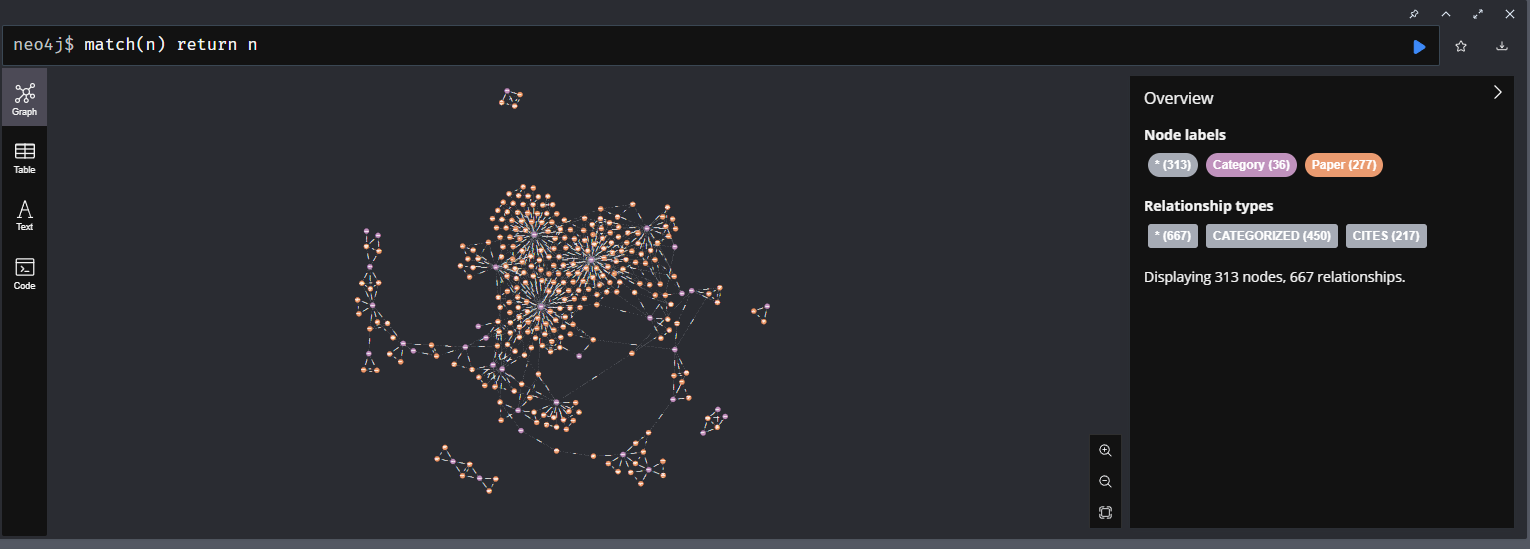 neo4j$ match(n) return n
Graph
Table
Text
Code
Overview
Node labels
* (313) Category (36) Paper (277)
Relationship types
* (667) CATEGORIZED (450) CITES (217)
Displaying 313 nodes, 667 relationships.